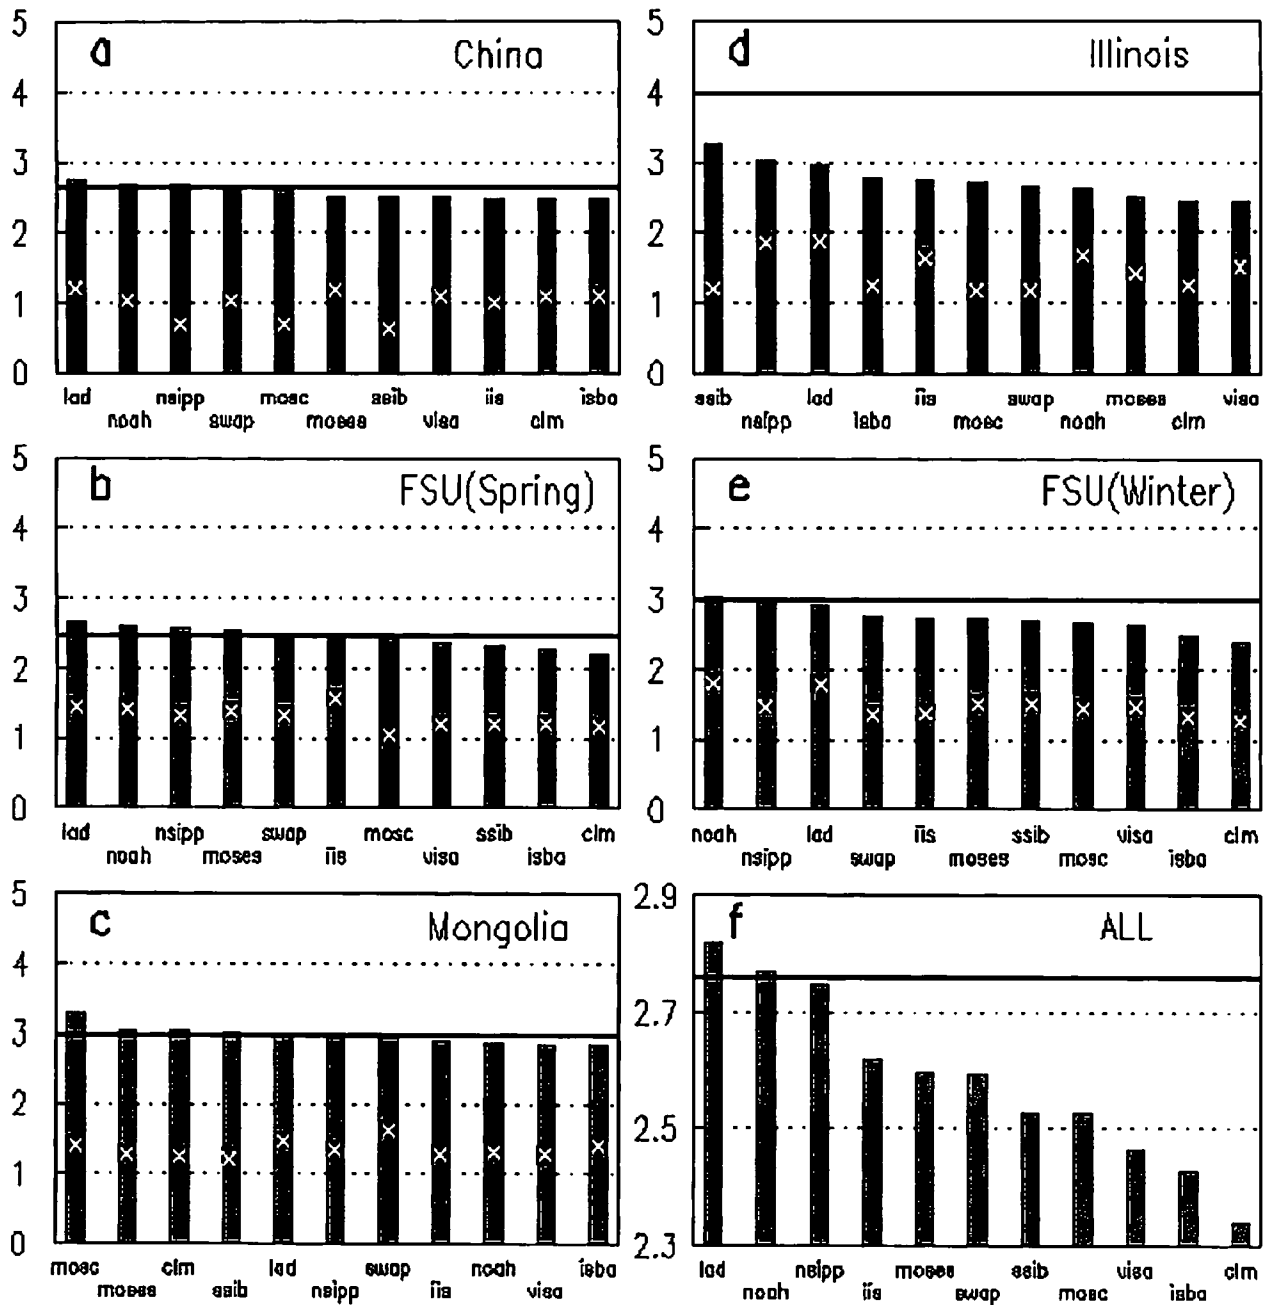 a China
5
4
3
2
1
0
lad nsipp mosc ssib iis isba
noah swap moses visa clm
d Illinois
5
4
3
2
1
0
ssib lad iis swap moses visa
nsipp isba mosc noah clm
b FSU(Spring)
5
4
3
2
1
0
lad nsipp swap mosc ssib clm
noah moses iis visa isba
e FSU(Winter)
5
4
3
2
1
0
noah lad iis ssib visa clm
nsipp swap moses mosc isba
c Mongolia
5
4
3
2
1
0
mosc clm lad swap noah isba
moses ssib nsipp iis visa
f ALL
2.9
2.7
2.5
2.3
lad nsipp moses ssib visa clm
noah iis swap mosc isba